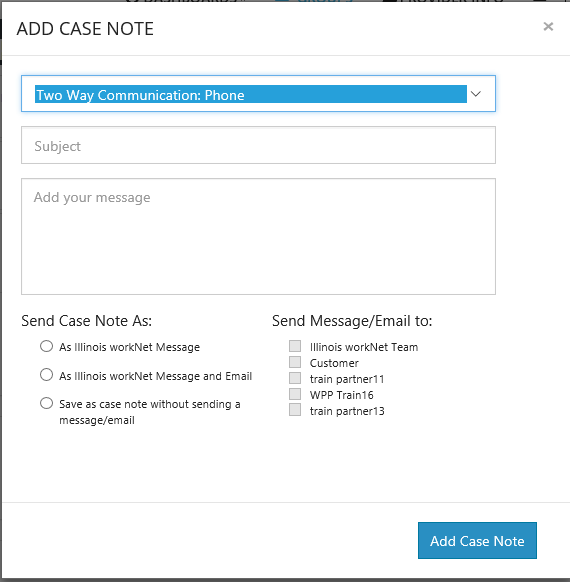 ADD CASE NOTE
×
Two Way Communication: Phone
Subject
Add your message
Send Case Note As:
As Illinois workNet Message
As Illinois workNet Message and Email
Save as case note without sending a
message/email
Send Message/Email to:
Illinois workNet Team
Customer
train partner11
WPP Train16
train partner13
Add Case Note